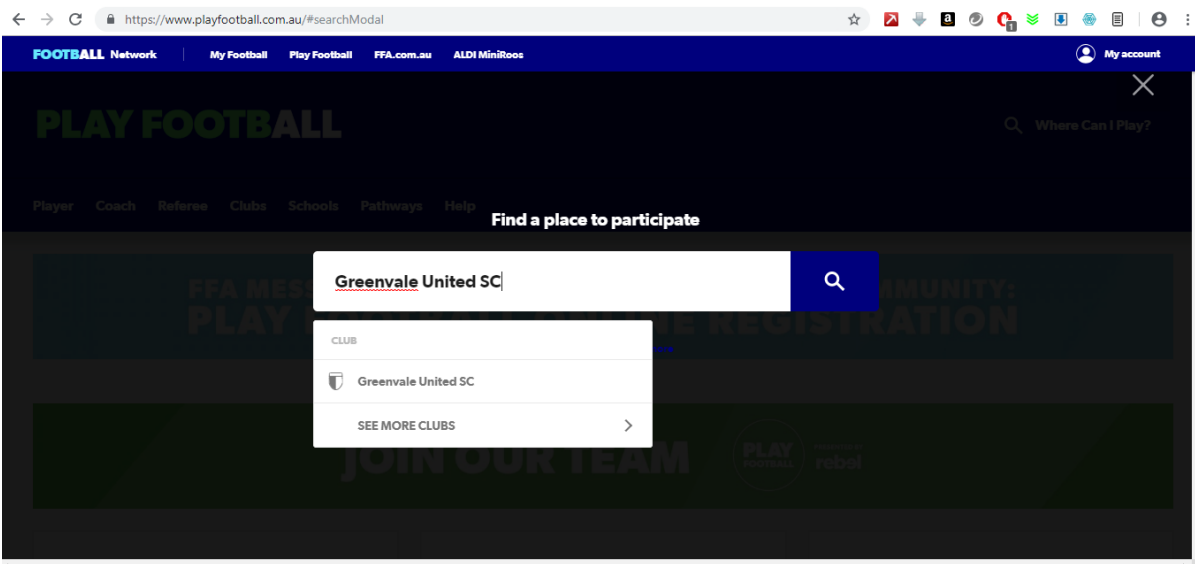 https://www.playfootball.com.au/#searchModal
1
FOOTBALL Network My Football Play Football FFA.com.au ALDI MiniRoos My account
PLAY FOOTBALL
Where Can I Play?
Player Coach Referee Clubs Schools Pathways Help
Find a place to participate
Greenvale United SC
CLUB
Greenvale United SC
SEE MORE CLUBS
JOIN OUR TEAM
PLAY FOOTBALL
rebel